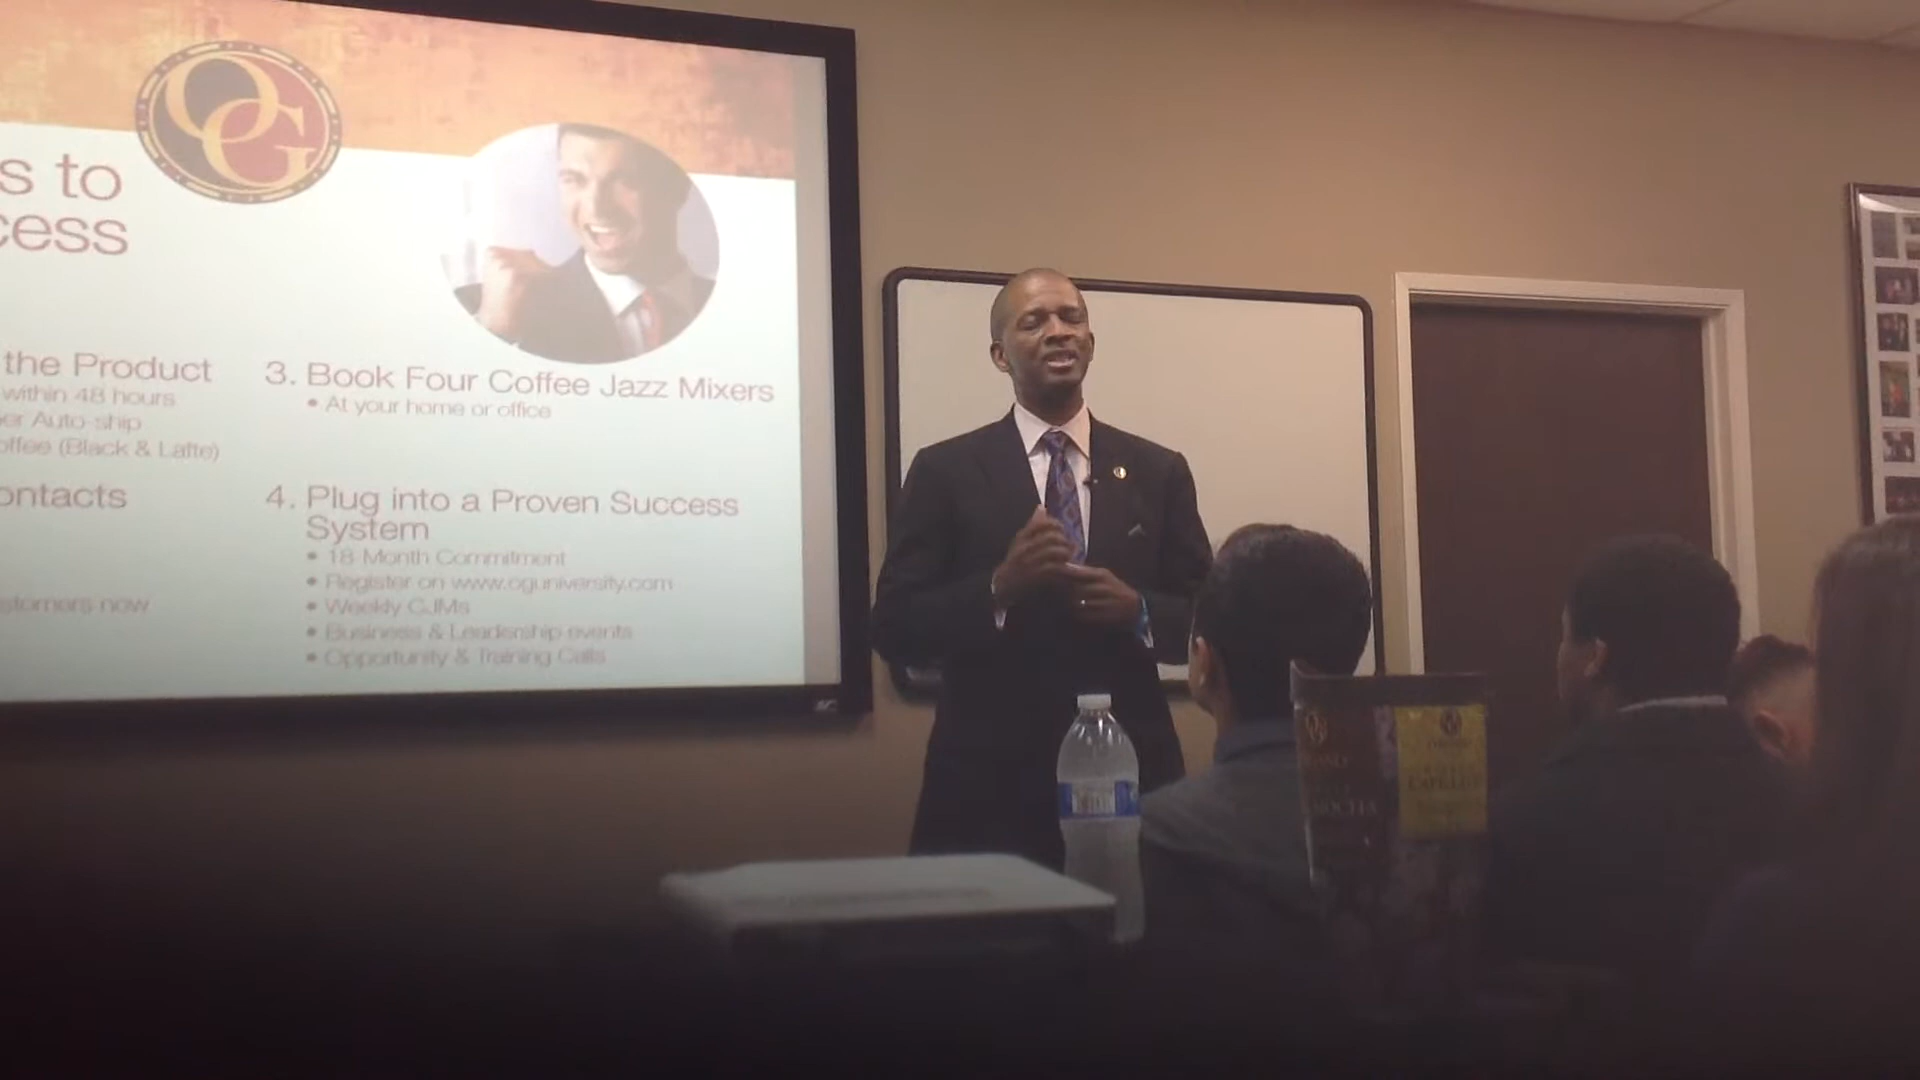 OG
s to
cess
the Product
within 48 hours
er Auto-ship
offee (Black & Latte)
ontacts
stomers now
3. Book Four Coffee Jazz Mixers
• At your home or office
4. Plug into a Proven Success
System
• 18-Month Commitment
• Register on www.oguniversity.com
• Weekly CJMs
• Business & Leadership events
• Opportunity & Training Calls